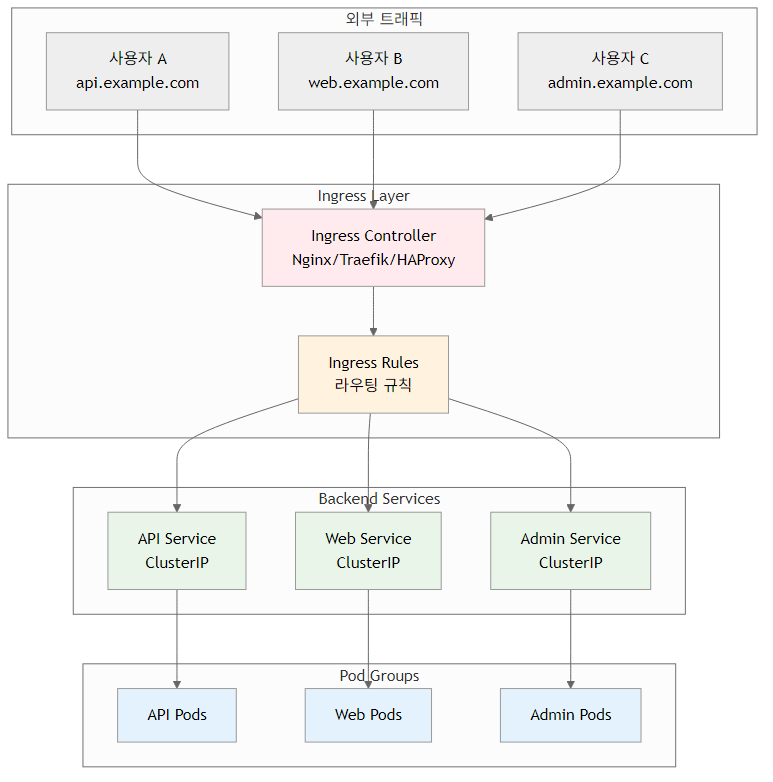 외부 트래픽
사용자 A
api.example.com
사용자 B
web.example.com
사용자 C
admin.example.com
Ingress Layer
Ingress Controller
Nginx/Traefik/HAProxy
Ingress Rules
라우팅 규칙
Backend Services
API Service
ClusterIP
Web Service
ClusterIP
Admin Service
ClusterIP
Pod Groups
API Pods
Web Pods
Admin Pods